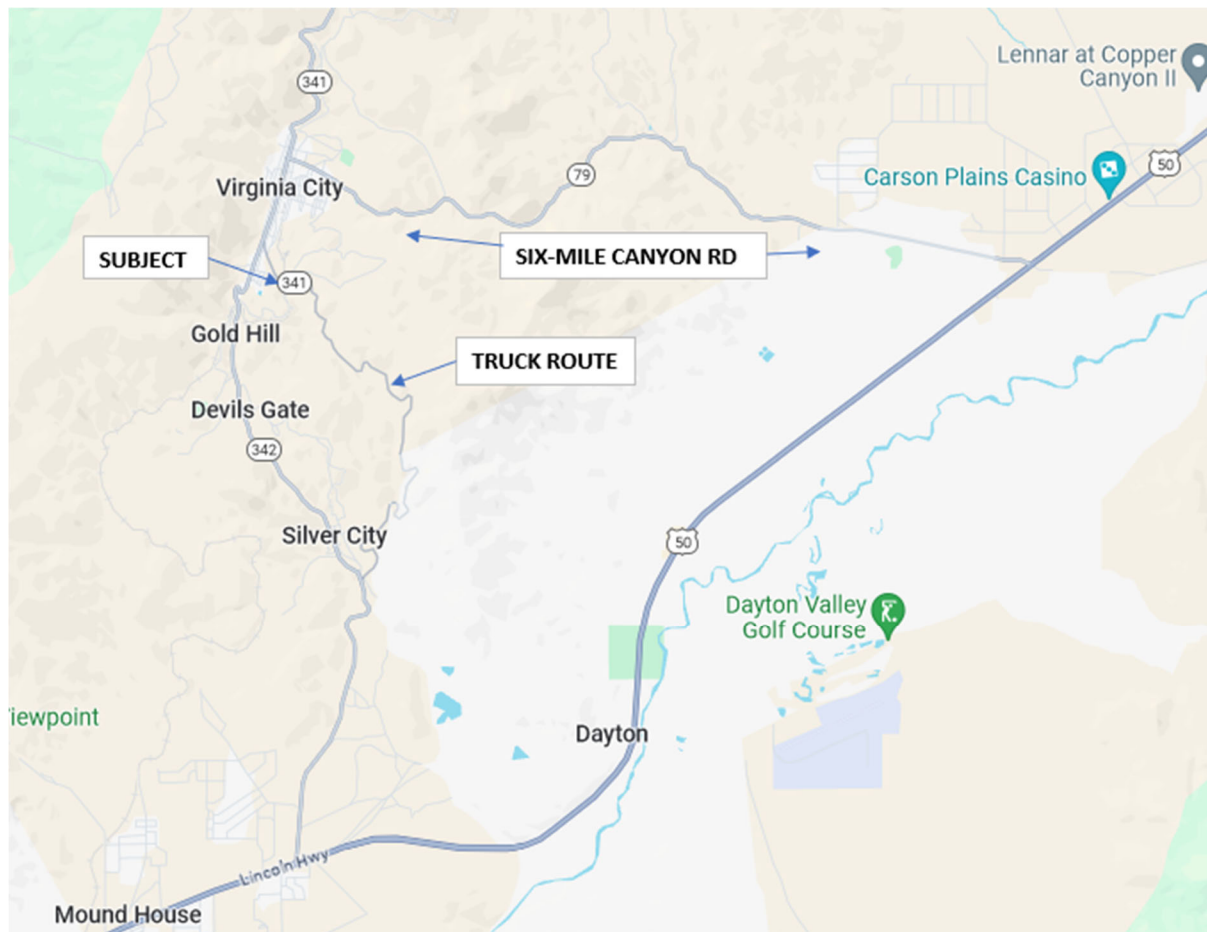 Lennar at Copper
Canyon II
341
50
79
Carson Plains Casino
Virginia City
SUBJECT
SIX-MILE CANYON RD
341
Gold Hill
TRUCK ROUTE
Devils Gate
342
Silver City
50
Dayton Valley
Golf Course
iewpoint
Dayton
Lincoln Hwy
Mound House